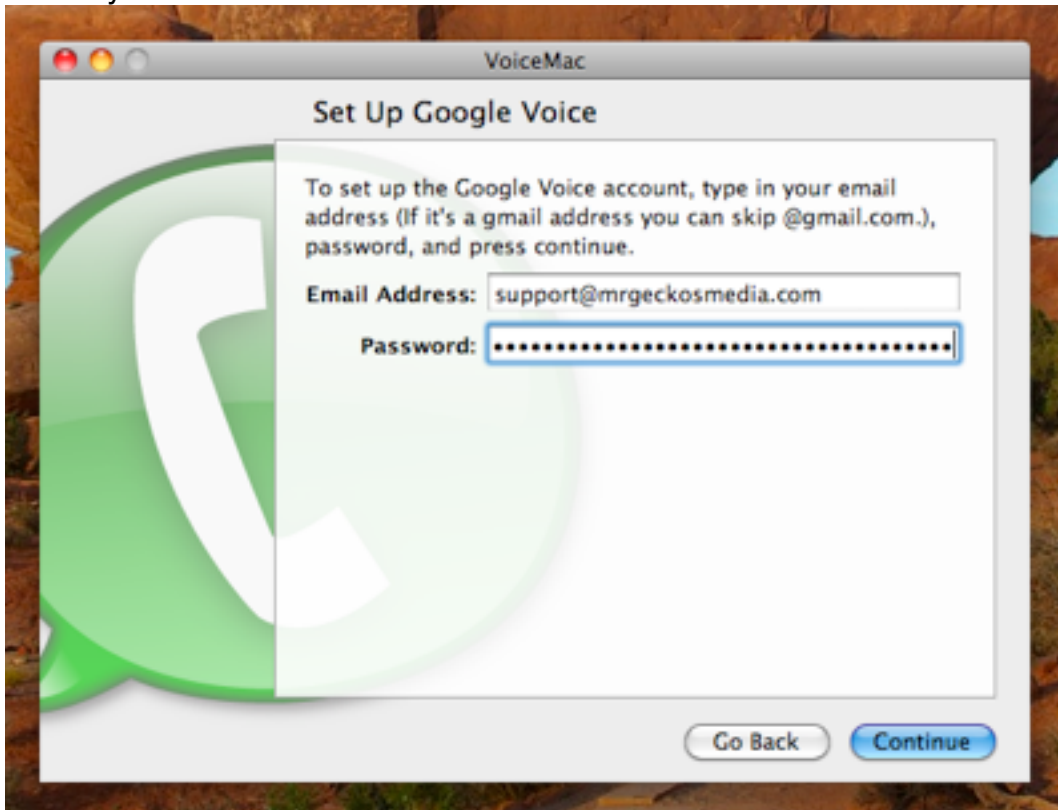 VoiceMac
Set Up Google Voice
To set up the Google Voice account, type in your email
address (If it's a gmail address you can skip @gmail.com.),
password, and press continue.
Email Address: support@mrgeckosmedia.com
Password: ••••••••••••••••••••••••••••••••••••••
Go Back Continue